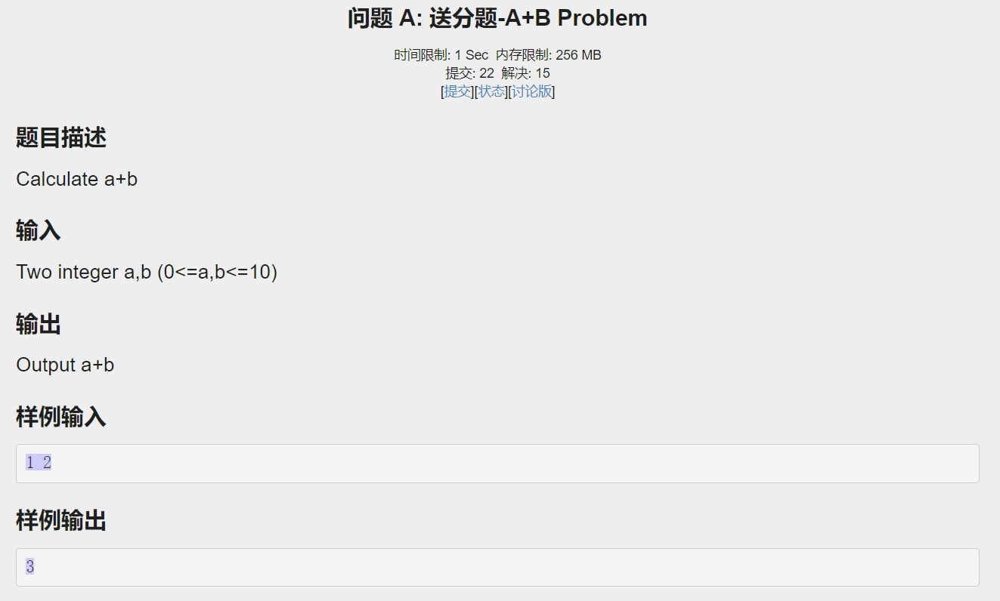 问题 A: 送分题-A+B Problem
时间限制: 1 Sec 内存限制: 256 MB
提交: 22 解决: 15
[提交][状态][讨论版]
题目描述
Calculate a+b
输入
Two integer a,b (0<=a,b<=10)
输出
Output a+b
样例输入
1 2
样例输出
3